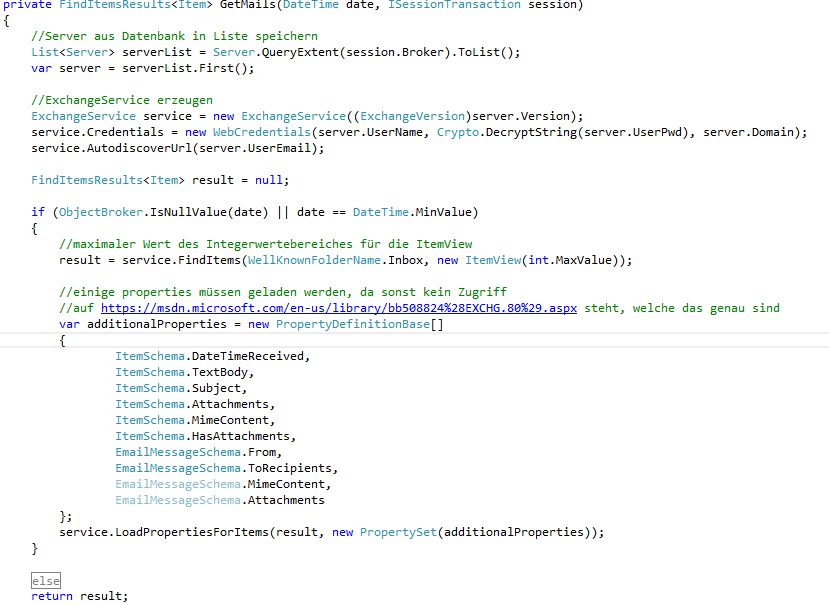 private FindItemsResults<Item> GetMails(DateTime date, ISessionTransaction session)
{
//Server aus Datenbank in Liste speichern
List<Server> serverList = Server.QueryExtent(session.Broker).ToList();
var server = serverList.First();
//ExchangeService erzeugen
ExchangeService service = new ExchangeService((ExchangeVersion)server.Version);
service.Credentials = new WebCredentials(server.UserName, Crypto.DecryptString(server.UserPwd), server.Domain);
service.AutodiscoverUrl(server.UserEmail);
FindItemsResults<Item> result = null;
if (ObjectBroker.IsNullValue(date) || date == DateTime.MinValue)
{
//maximaler Wert des Integerwertebereiches für die ItemView
result = service.FindItems(WellKnownFolderName.Inbox, new ItemView(int.MaxValue));
//einige properties müssen geladen werden, da sonst kein Zugriff
//auf https://msdn.microsoft.com/en-us/library/bb508824%28EXCHG.80%29.aspx steht, welche das genau sind
var additionalProperties = new PropertyDefinitionBase[]
{
ItemSchema.DateTimeReceived,
ItemSchema.TextBody,
ItemSchema.Subject,
ItemSchema.Attachments,
ItemSchema.MimeContent,
ItemSchema.HasAttachments,
EmailMessageSchema.From,
EmailMessageSchema.ToRecipients,
EmailMessageSchema.MimeContent,
EmailMessageSchema.Attachments
};
service.LoadPropertiesForItems(result, new PropertySet(additionalProperties));
}
else
return result;